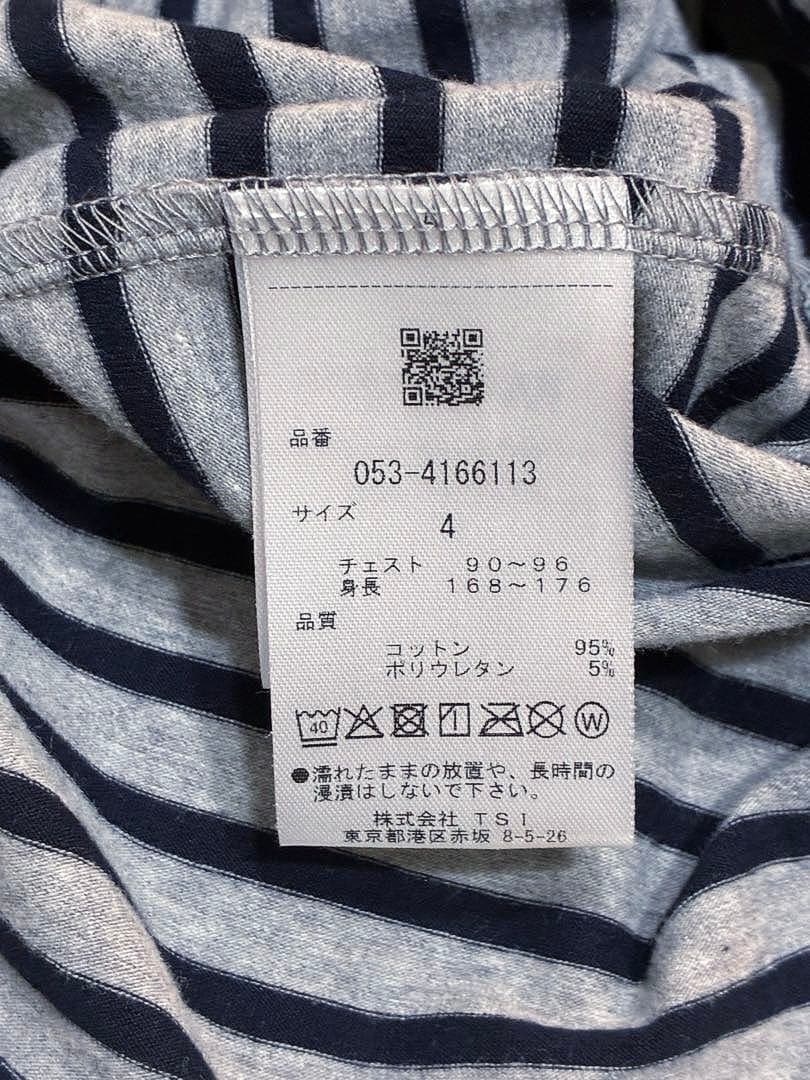 品番
053-4166113
サイズ
4
チェスト 90～96
身長 168～176
品質
コットン 95%
ポリウレタン 5%
40
W
●濡れたままの放置や、長時間の
浸漬はしないで下さい。
株式会社 TSI
東京都港区赤坂 8-5-26